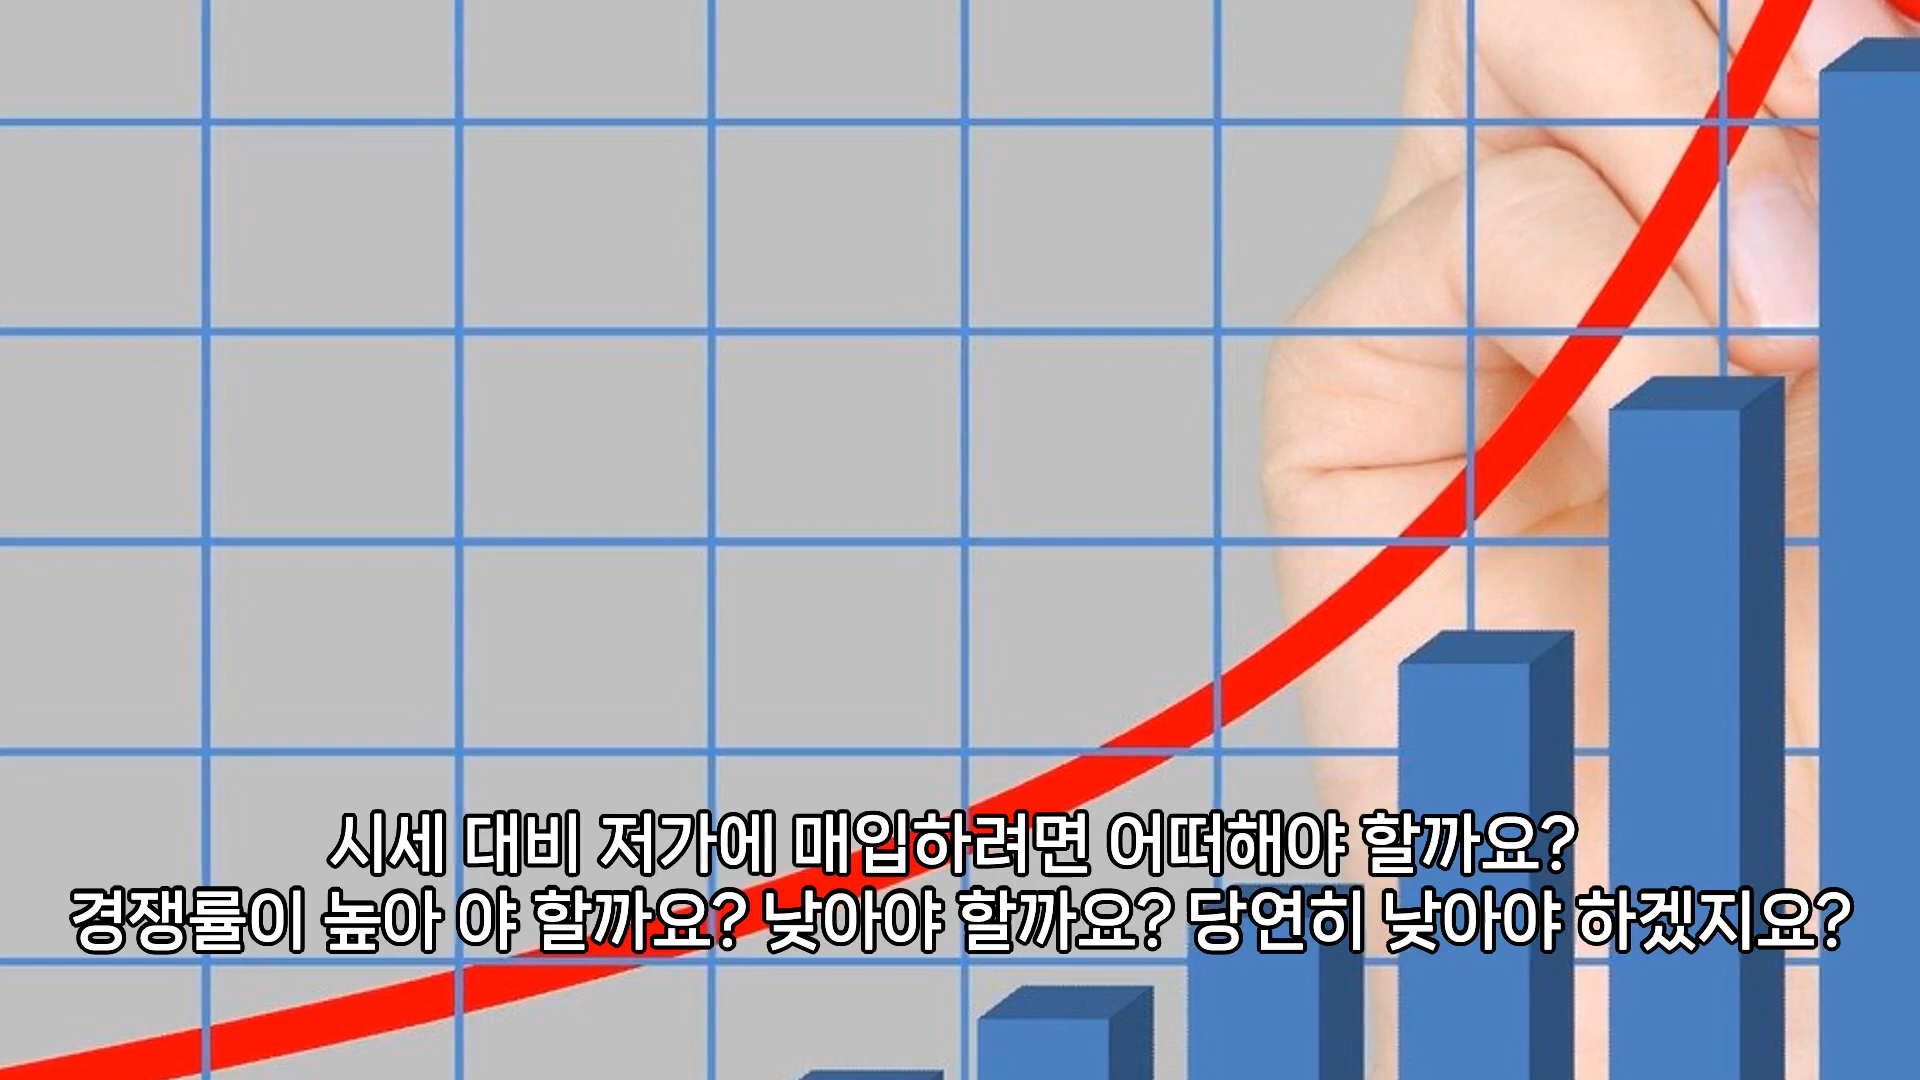 시세 대비 저가에 매입하려면 어떠해야 할까요?
경쟁률이 높아 야 할까요? 낮아야 할까요? 당연히 낮아야 하겠지요?